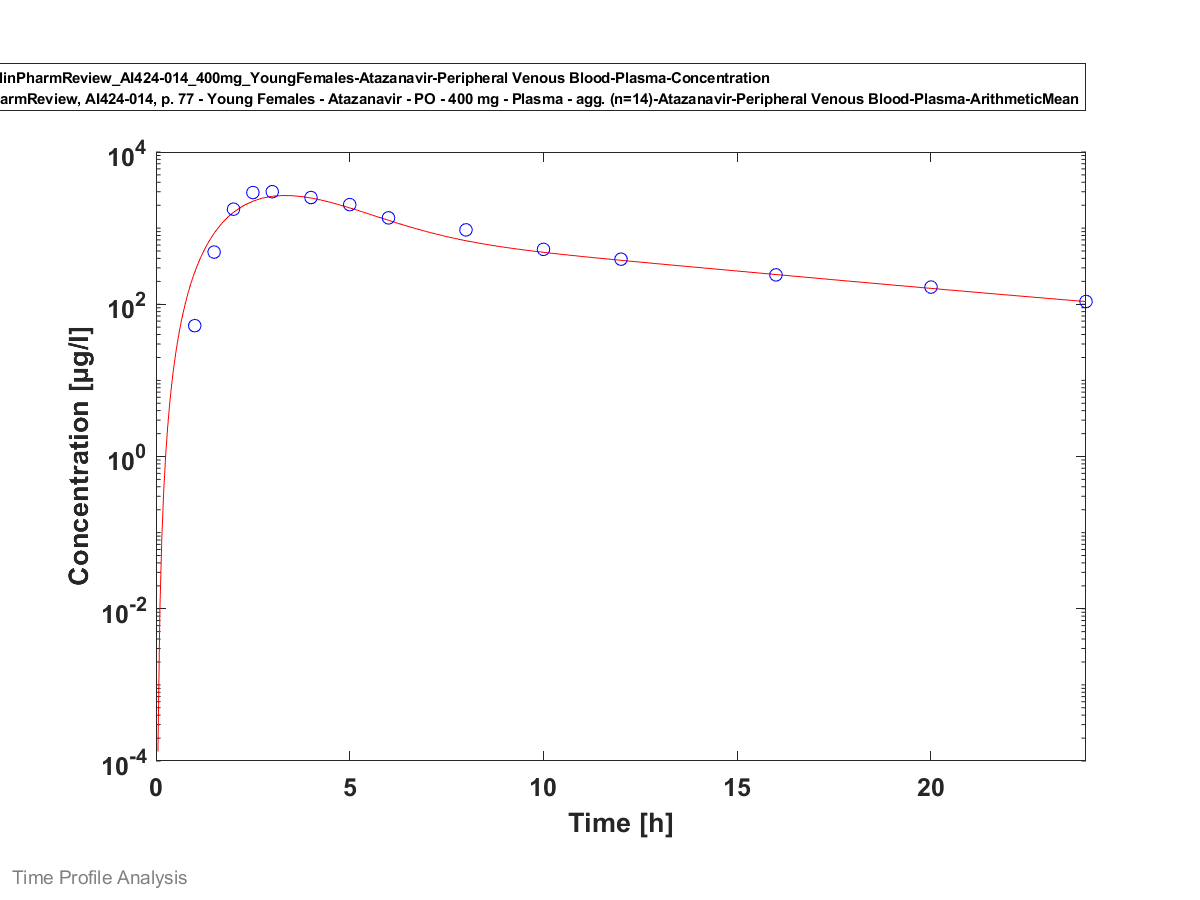 linPharmReview_AI424-014_400mg_YoungFemales-Atazanavir-Peripheral Venous Blood-Plasma-Concentration
armReview, AI424-014, p. 77 - Young Females - Atazanavir - PO - 400 mg - Plasma - agg. (n=14)-Atazanavir-Peripheral Venous Blood-Plasma-ArithmeticMean
10^4
10^2
10^0
10^-2
10^-4
Concentration [µg/l]
0 5 10 15 20
Time [h]
Time Profile Analysis